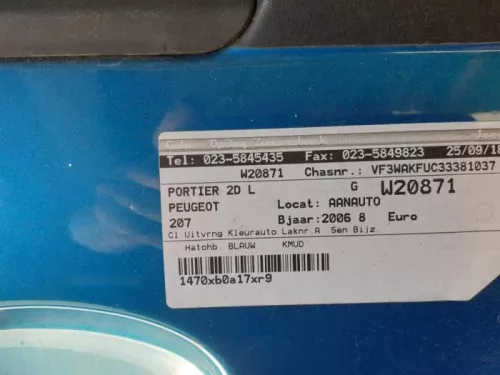 Tel: 023-5845435 Fax: 023-5849823 25/09/18
W20871 Chasnr.: VF3WAKFUC33381037
PORTIER 2D L G W20871
PEUGEOT Locat: AANAUTO
207 Bjaar:2006 8 Euro
Cl Uitvrng Kleurauto Laknr.A Sen Bijz.
Hatchb. BLAUW KMUD
1470xb0a17xr9